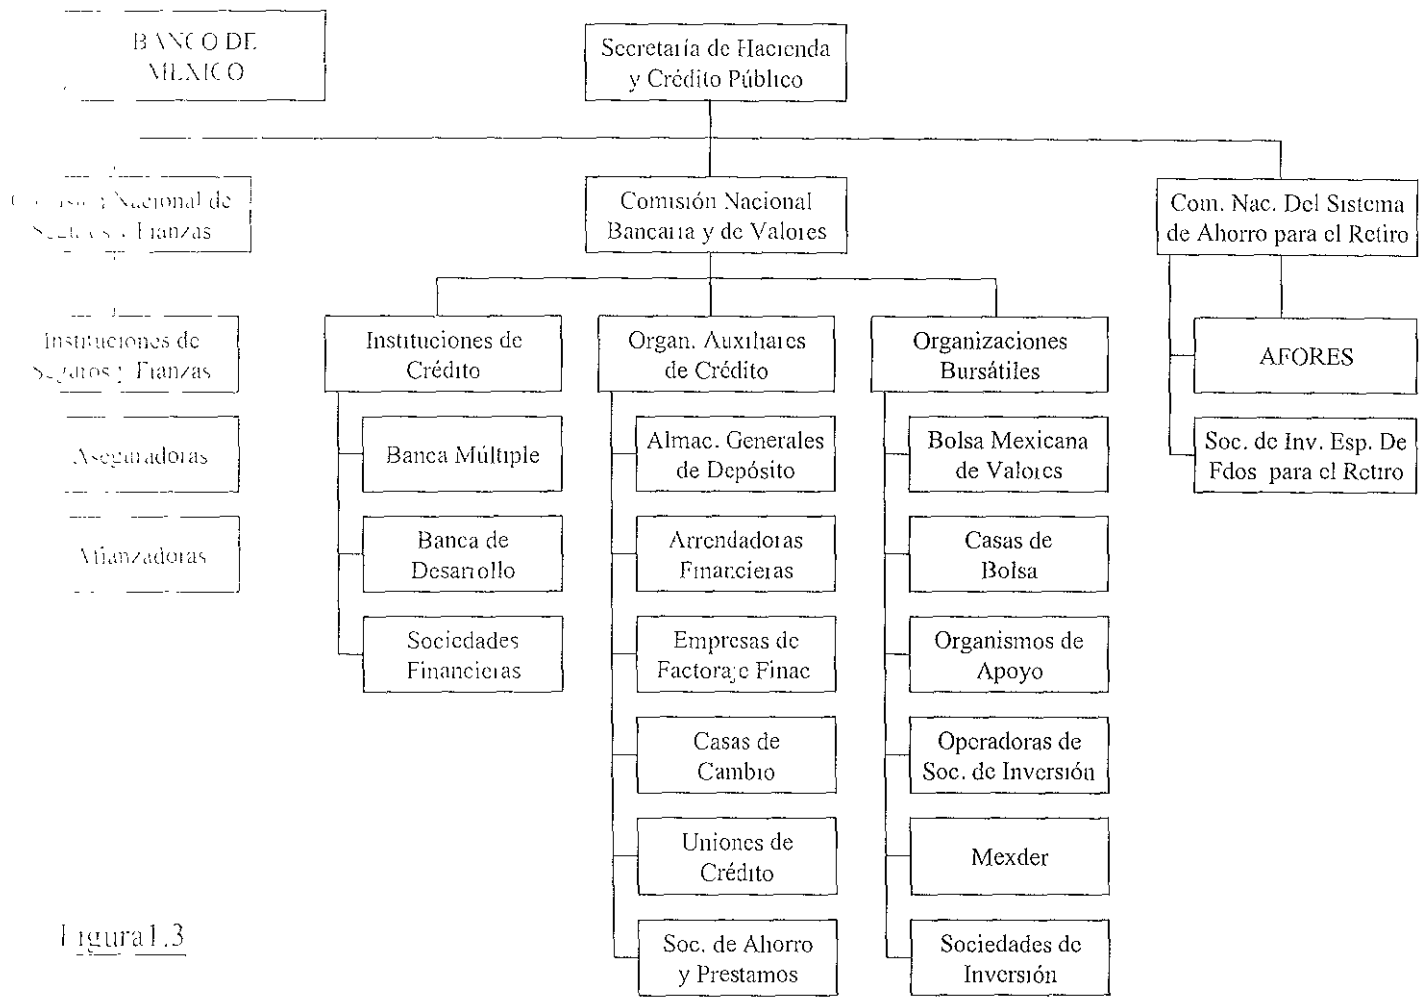 BANCO DE
MEXICO
Secretaría de Hacienda
y Crédito Público
Comisión Nacional de
Seguros y Fianzas
Comisión Nacional
Bancaria y de Valores
Com. Nac. Del Sistema
de Ahorro para el Retiro
Instituciones de
Seguros y Fianzas
Aseguradoras
Afianzadoras
Instituciones de
Crédito
Banca Múltiple
Banca de
Desarrollo
Sociedades
Financieras
Organ. Auxiliares
de Crédito
Almac. Generales
de Depósito
Arrendadoras
Financieras
Empresas de
Factoraje Finac
Casas de
Cambio
Uniones de
Crédito
Soc. de Ahorro
y Prestamos
Organizaciones
Bursátiles
Bolsa Mexicana
de Valores
Casas de
Bolsa
Organismos de
Apoyo
Operadoras de
Soc. de Inversión
Mexder
Sociedades de
Inversión
AFORES
Soc. de Inv. Esp. De
Fdos para el Retiro
Figura1.3